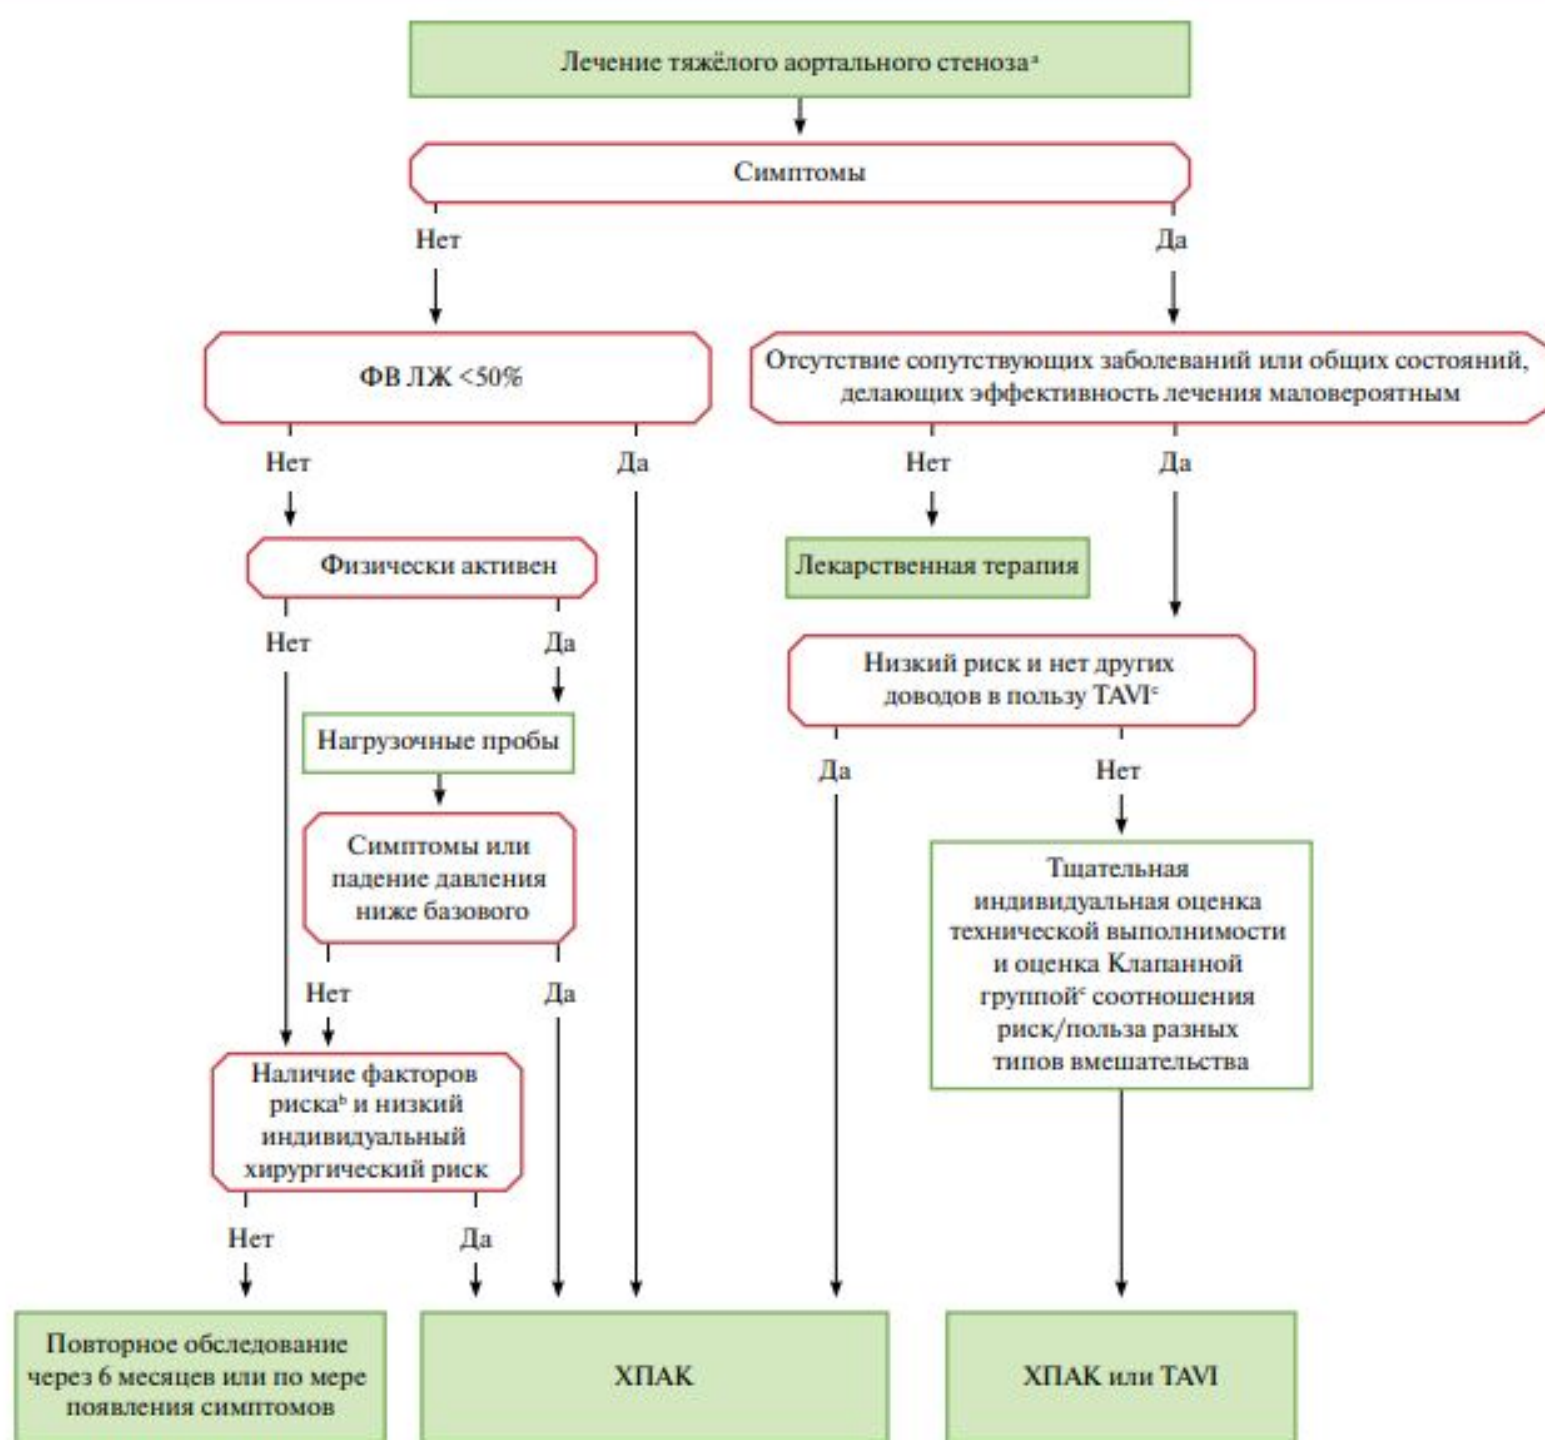 Лечение тяжёлого аортального стенозаᵃ
Симптомы
Нет
Да
ФВ ЛЖ <50%
Отсутствие сопутствующих заболеваний или общих состояний,
делающих эффективность лечения маловероятным
Нет
Да
Нет
Да
Физически активен
Лекарственная терапия
Нет
Да
Низкий риск и нет других
доводов в пользу TAVIᶜ
Нагрузочные пробы
Да
Нет
Симптомы или
падение давления
ниже базового
Тщательная
индивидуальная оценка
технической выполнимости
и оценка Клапанной
группойᶜ соотношения
риск/польза разных
типов вмешательства
Нет
Да
Наличие факторов
рискаᵇ и низкий
индивидуальный
хирургический риск
Нет
Да
Повторное обследование
через 6 месяцев или по мере
появления симптомов
ХПАК
ХПАК или TAVI